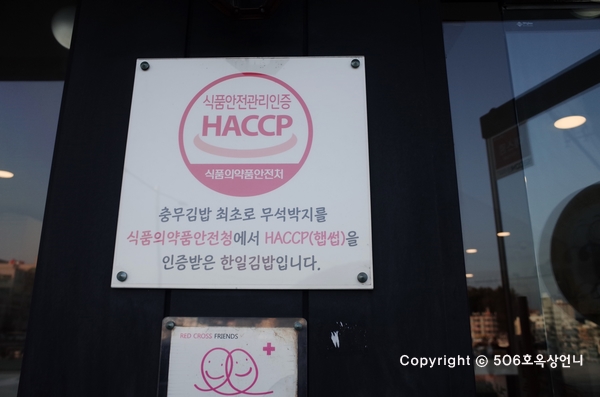 식품안전관리인증
HACCP
식품의약품안전처
충무김밥 최초로 무석박지를
식품의약품안전청에서 HACCP(햅썹)을
인증받은 한일김밥입니다.
RED CROSS FRIENDS
Copyright © 506호옥상언니